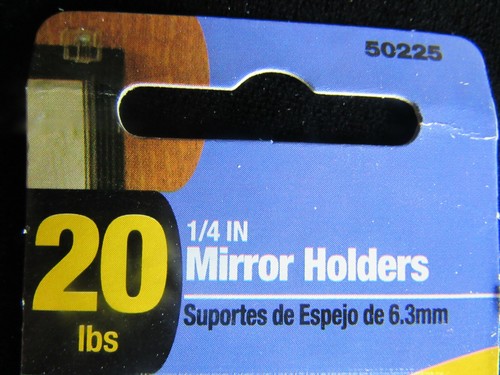 50225
20
lbs
1/4 IN
Mirror Holders
Suportes de Espejo de 6.3mm